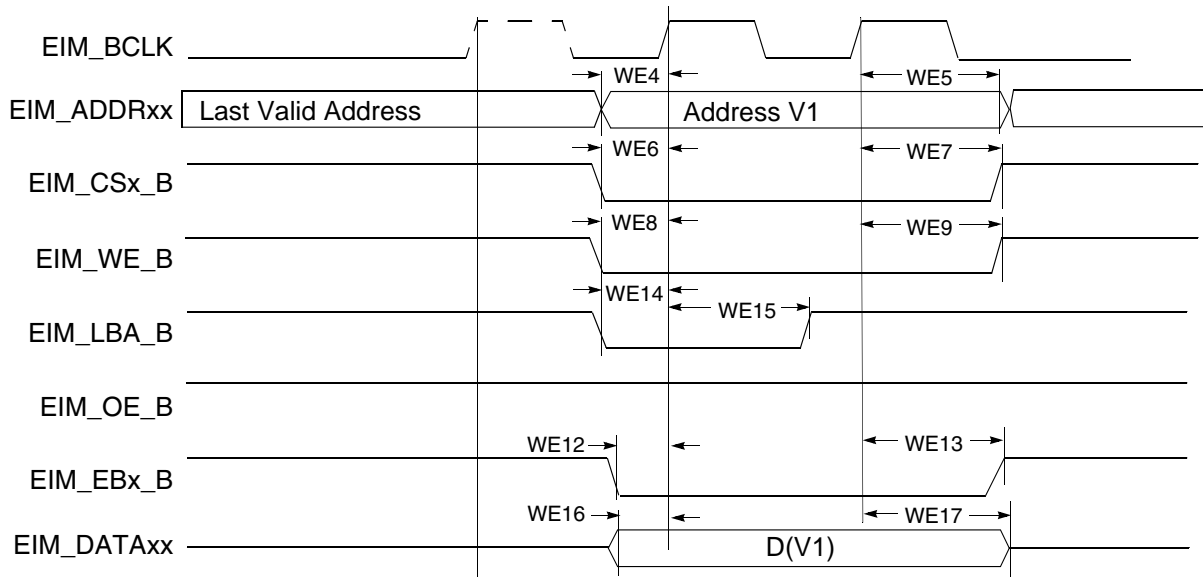 EIM_BCLK
WE4
WE5
EIM_ADDRxx
Last Valid Address
Address V1
WE6
WE7
EIM_CSx_B
WE8
WE9
EIM_WE_B
WE14
WE15
EIM_LBA_B
EIM_OE_B
WE12
WE13
EIM_EBx_B
WE16
WE17
EIM_DATAxx
D(V1)